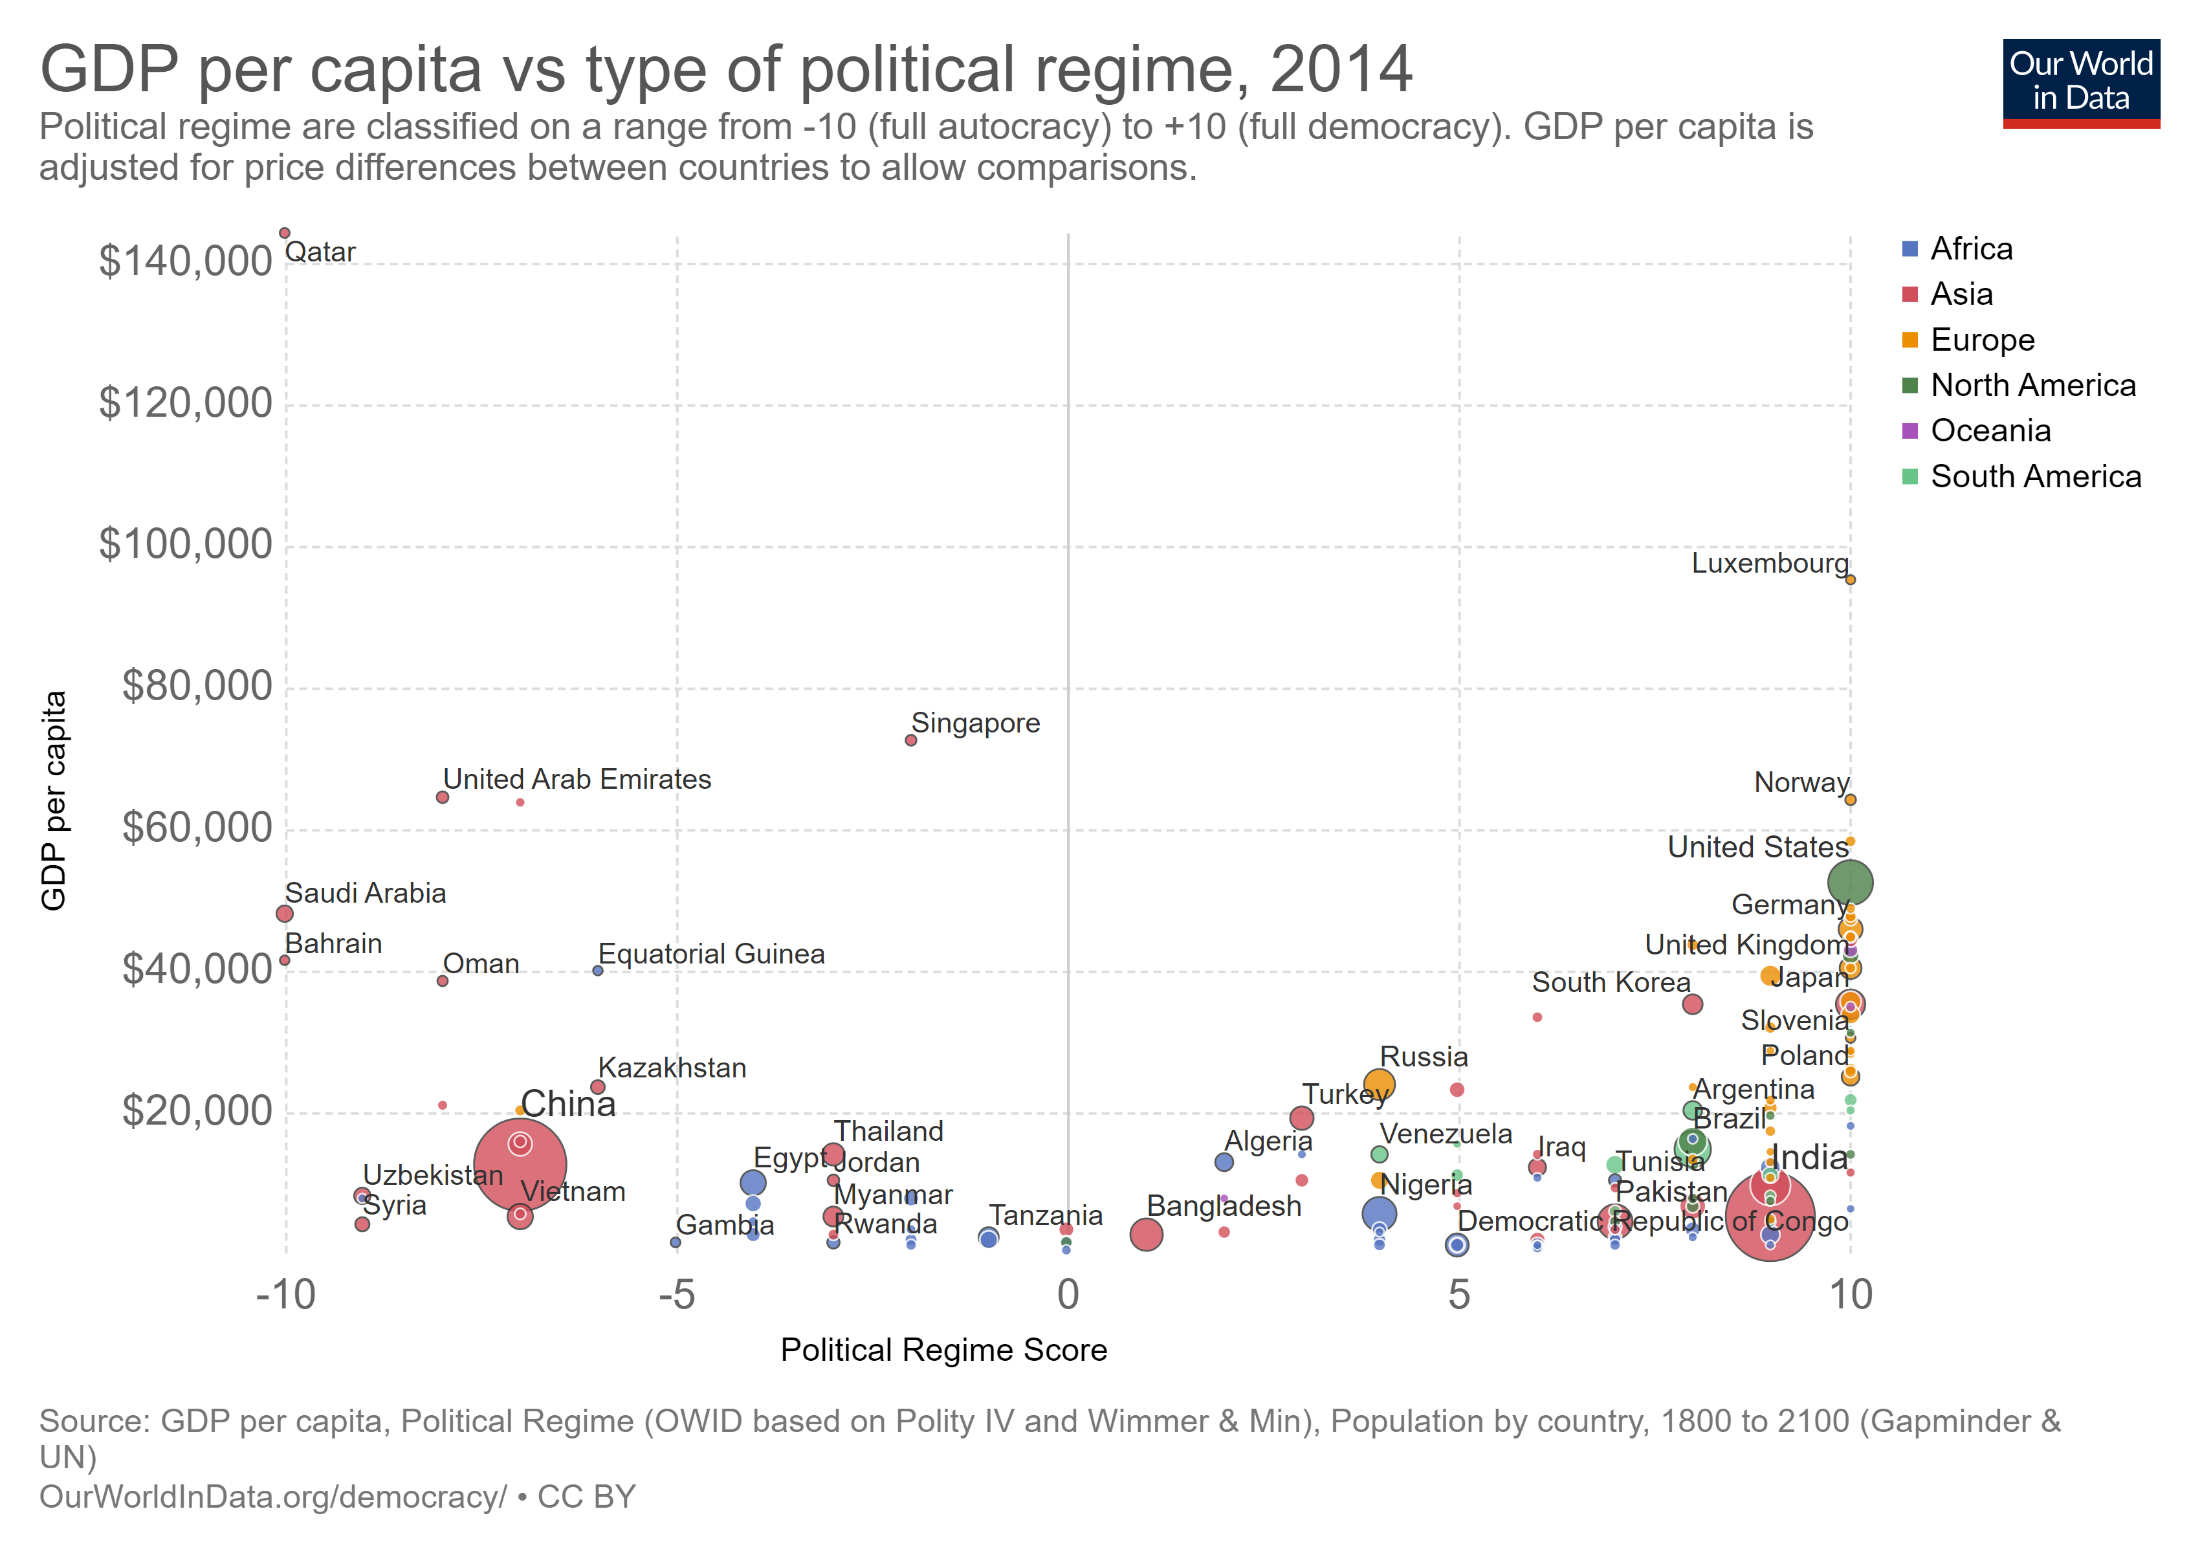 GDP per capita vs type of political regime, 2014
Political regime are classified on a range from -10 (full autocracy) to +10 (full democracy). GDP per capita is
adjusted for price differences between countries to allow comparisons.
Our World
in Data
$140,000
$120,000
$100,000
$80,000
$60,000
$40,000
$20,000
GDP per capita
Qatar
Luxembourg
Singapore
United Arab Emirates
Norway
United States
Saudi Arabia
Germany
Bahrain
United Kingdom
Equatorial Guinea
Oman
Japan
South Korea
Slovenia
Poland
Russia
Kazakhstan
Argentina
Turkey
China
Brazil
Thailand
Venezuela
Algeria
Iraq
Egypt
Jordan
India
Tunisia
Uzbekistan
Vietnam
Nigeria
Pakistan
Myanmar
Syria
Bangladesh
Tanzania
Rwanda
Gambia
Democratic Republic of Congo
-10
-5
0
5
10
Political Regime Score
Africa
Asia
Europe
North America
Oceania
South America
Source: GDP per capita, Political Regime (OWID based on Polity IV and Wimmer & Min), Population by country, 1800 to 2100 (Gapminder &
UN)
OurWorldInData.org/democracy/ • CC BY